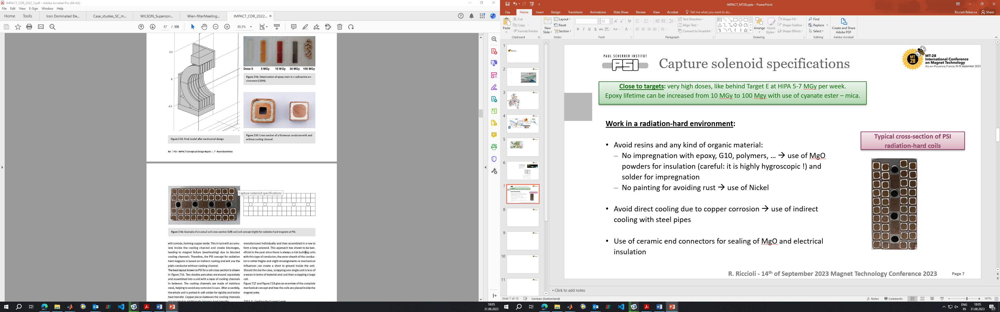 IMPACT_CDR_2022_3.pdf - Adobe Acrobat Pro (64-bit)
File Edit View E-Sign Window Help
Home Tools Iron Dominated Ele... Case_studies_SC_m... WILSON_Supercon... Wien-filterMeeting... IMPACT_CDR_2022... ×
87 / 306 80.3%
0.5
0
-0.5
Dose 0 5 MGy 10 MGy 30 MGy 100 MGy
Figure 7.54: Deterioration of epoxy resin in a radioactive en-
vironment (CERN).
Figure 7.53: Final model after mechanical design.
Figure 7.55: Cross section of a Pyrotenax conductor with and
without cooling channel.
86 | PSI – IMPACT Conceptual Design Report :: 7 Muon Beamlines
Capture solenoid specifications
Figure 7.56: Example of an actual coil cross section (left) and coil concept (right) for radiation hard magnets at PSI.
will corrode, forming copper oxide. This in turn will accumu-
late inside the cooling channel and create blockages,
leading to magnet failure (overheating) due to blocked
cooling channels. Therefore, the PSI concept for radiation
hard magnets is based on indirect cooling and will use the
plain conductor without cooling channel.
The best layout known to PSI for a coil cross section is shown
in Figure 7.56. Two double pancakes are wound separately
and assembled into a unit with a layer of cooling channels
in between. The cooling channels are made of stainless
steel, helping to avoid any corrosion issues. After assembly,
the whole unit is potted in soft solder for rigidity and better
heat transfer. Copper pieces between the cooling channels
are inserted to additionally improve heat transfer.
manufactured individually and then assembled in a row to
form a long solenoid. This approach has shown to be ben-
eficial in the past since there is always a risk building coils
with this type of conductor; the outer sheath of the conduc-
tor is rather fragile and slight misalignments or mechanical
influences can create a short to ground inside the unit.
Should this be the case, scrapping one single unit is less of
a waste in terms of material and cost than scrapping a large
coil.
Figure 7.57 and Figure 7.58 give an overview of the complete
mechanical concept and how the coils are placed inside the
magnet yoke.
7.10.1.3 Cooling the Current Leads
18:05
31.08.2023
IMPACT_MT28.pptx - PowerPoint
File Home Insert Design Transitions Animations Slide Show Review View Acrobat Tell me what you want to do... Riccioli Rebecca Share
Paste Cut Copy Format Painter Clipboard
New Slide Layout Reset Section Slides
12 B I U S abc AV Aa A Font
Text Direction Align Text Convert to SmartArt Paragraph
Arrange Quick Styles Shape Fill Shape Outline Shape Effects Drawing
Find Replace Select Editing
Create and Share Adobe PDF Adobe Acrobat
1
2
3
4
5
6
7
8
9
10
11
PAUL SCHERRER INSTITUT
PSI
Capture solenoid specifications
MT 28
MT-28
International Conference
on Magnet Technology
Aix-en-Provence, France, 10-15 September 2023
Close to targets: very high doses, like behind Target E at HIPA 5-7 MGy per week.
Epoxy lifetime can be increased from 10 MGy to 100 Mgy with use of cyanate ester – mica.
Work in a radiation-hard environment:
• Avoid resins and any kind of organic material:
– No impregnation with epoxy, G10, polymers, ... → use of MgO
powders for insulation (careful: it is highly hygroscopic !) and
solder for impregnation
– No painting for avoiding rust → use of Nickel
• Avoid direct cooling due to copper corrosion → use of indirect
cooling with steel pipes
• Use of ceramic end connectors for sealing of MgO and electrical
insulation
Typical cross-section of PSI
radiation-hard coils
R. Riccioli - 14th of September 2023 Magnet Technology Conference 2023 Page 7
• Click to add notes
Slide 7 of 15 German (Switzerland) Notes Comments 167%
ENG
IN
18:05
31.08.2023
21